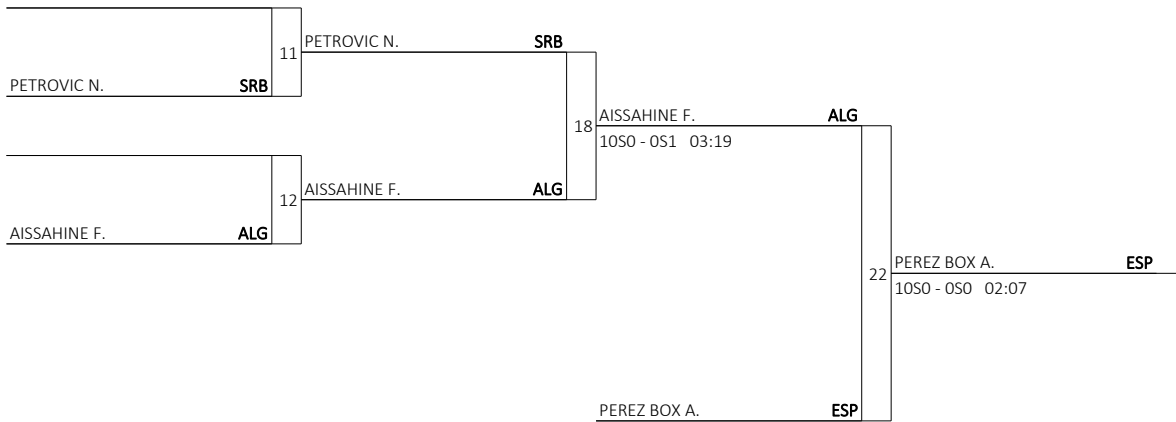 PETROVIC N. SRB
11
PETROVIC N. SRB
AISSAHINE F. ALG
12
AISSAHINE F. ALG
18
AISSAHINE F. ALG
10S0 - 0S1 03:19
PEREZ BOX A. ESP
22
PEREZ BOX A. ESP
10S0 - 0S0 02:07